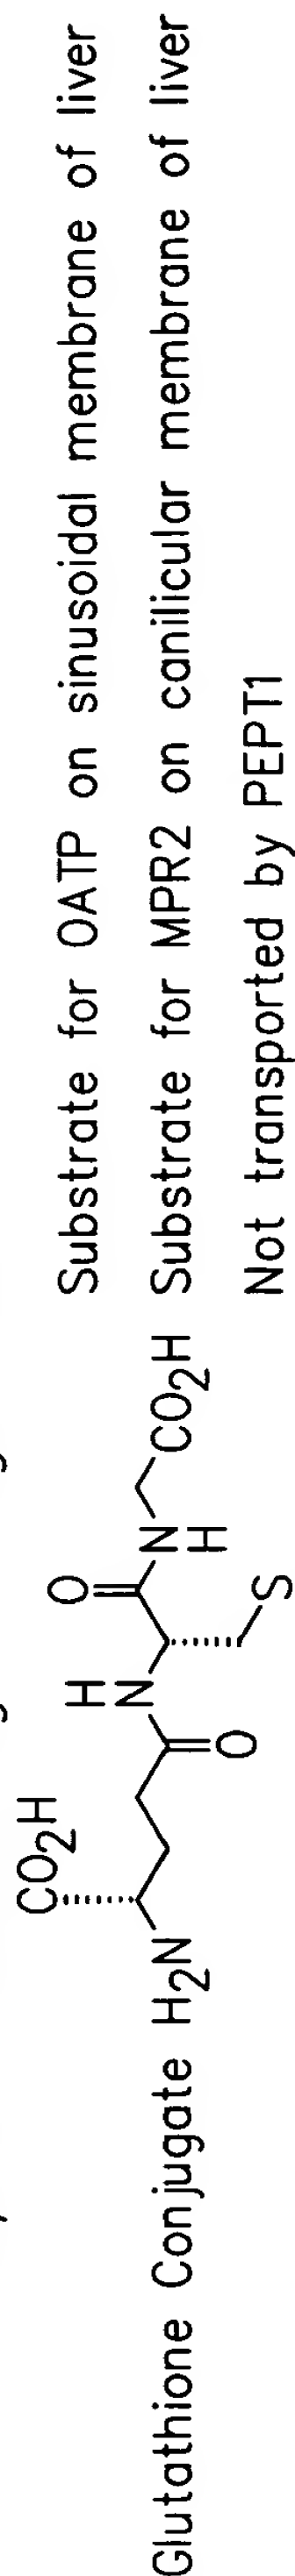 Glutathione Conjugate
H2N
CO2H
O
H
N
O
S
N
H
CO2H
Substrate for OATP on sinusoidal membrane of liver
Substrate for MPR2 on canilicular membrane of liver
Not transported by PEPT1